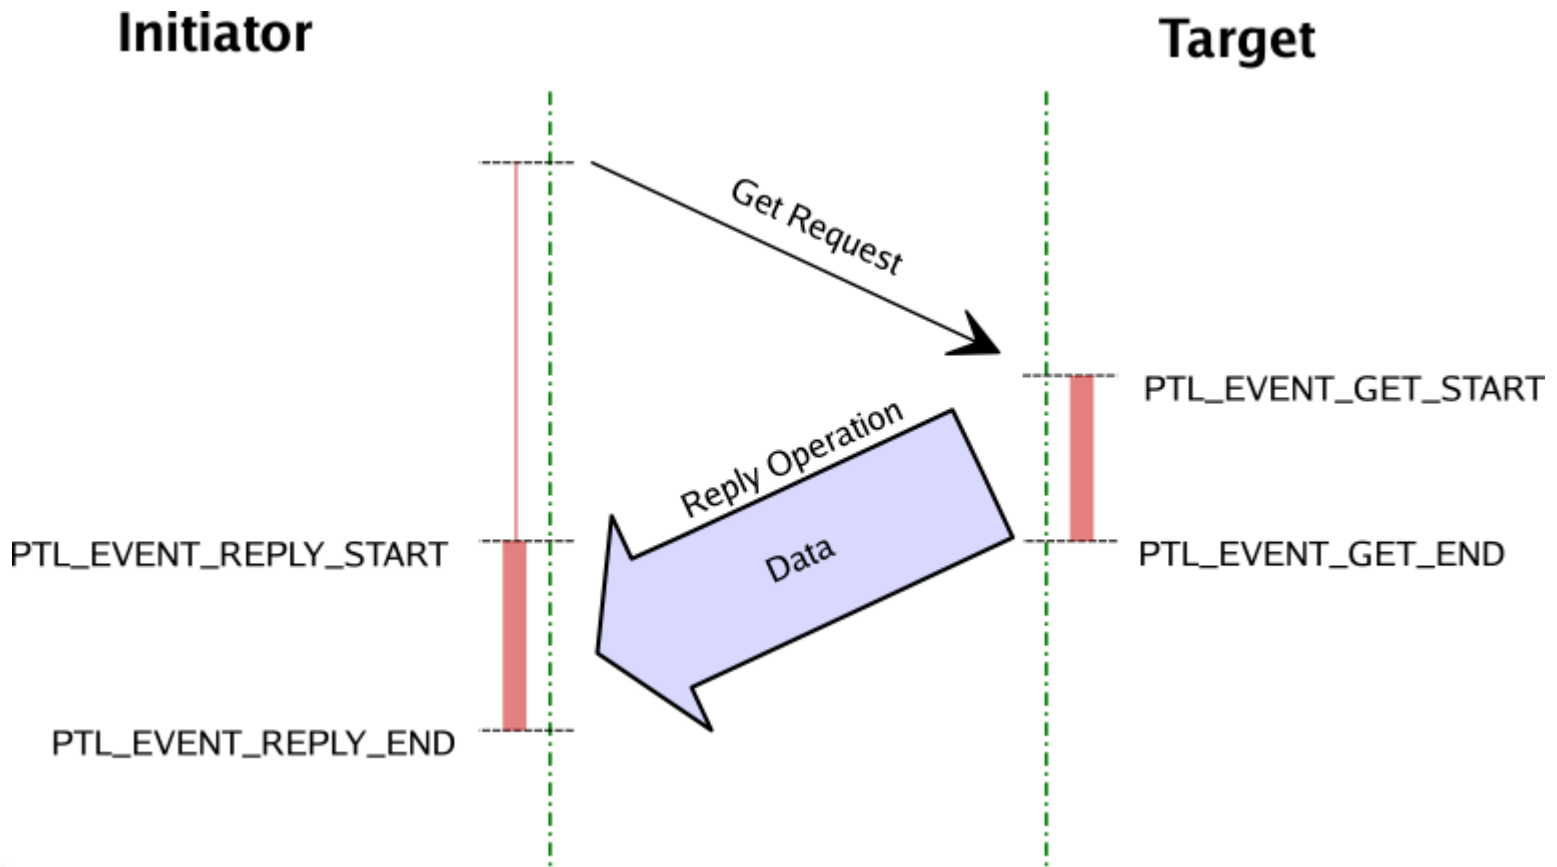 Initiator
Target
Get Request
PTL_EVENT_GET_START
Reply Operation
Data
PTL_EVENT_REPLY_START
PTL_EVENT_GET_END
PTL_EVENT_REPLY_END